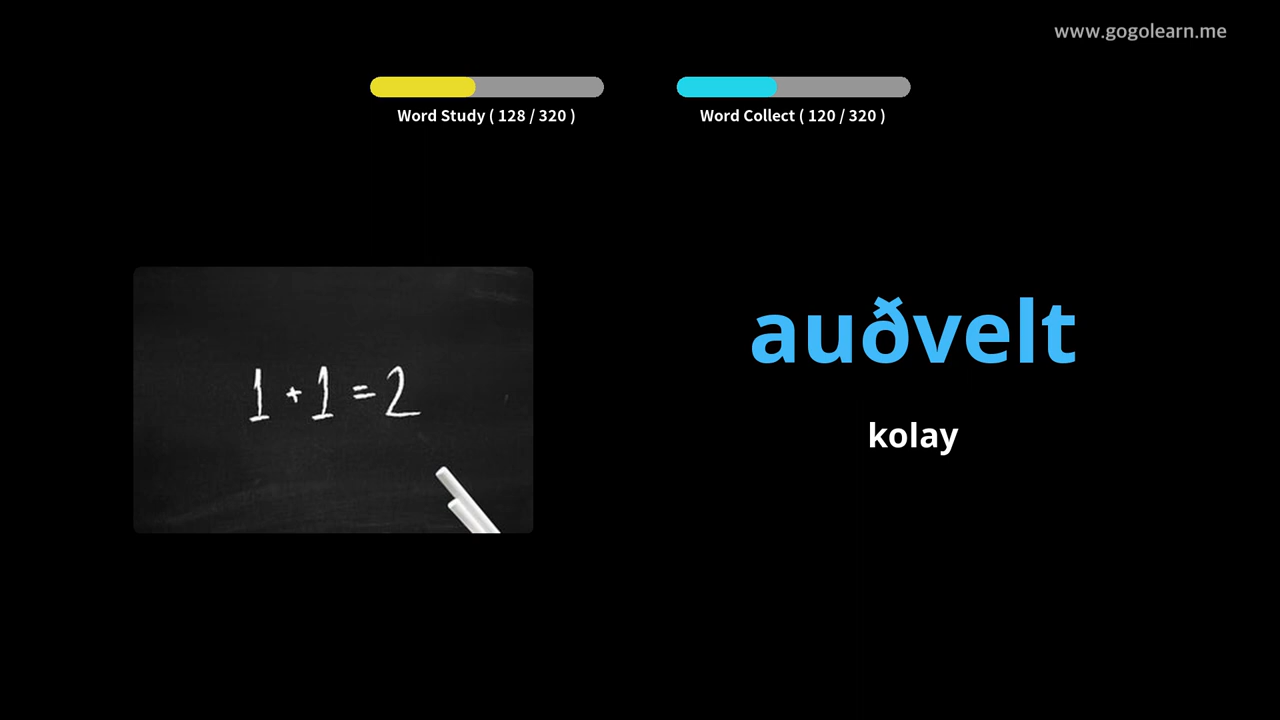 www.gogolearn.me
Word Study ( 128 / 320 )
Word Collect ( 120 / 320 )
1 + 1 = 2
auðvelt
kolay